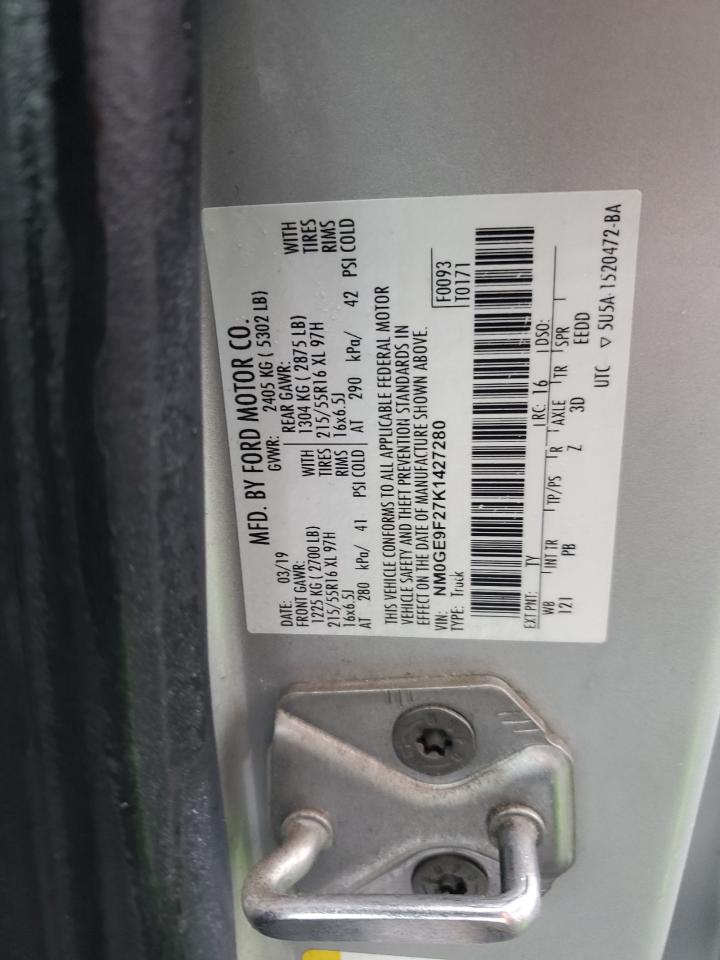 MFD. BY FORD MOTOR CO.
DATE: 03/19 GVWR: 2405 KG ( 5302 LB)
FRONT GAWR: REAR GAWR:
1225 KG ( 2700 LB) WITH 1304 KG ( 2875 LB) WITH
215/55R16 XL 97H TIRES 215/55R16 XL 97H TIRES
16x6.5J RIMS 16x6.5J RIMS
AT 280 kPa/ 41 PSI COLD AT 290 kPa/ 42 PSI COLD
THIS VEHICLE CONFORMS TO ALL APPLICABLE FEDERAL MOTOR
VEHICLE SAFETY AND THEFT PREVENTION STANDARDS IN
EFFECT ON THE DATE OF MANUFACTURE SHOWN ABOVE.
VIN: NM0GE9F27K1427280 F0093
TYPE: Truck T0171
EXT PNT: TY RC: 16 DSO:
WB INT TR TP/PS R AXLE TR SPR
121 PB Z 3D EEDD
UTC ▽ 5U5A-1520472-BA